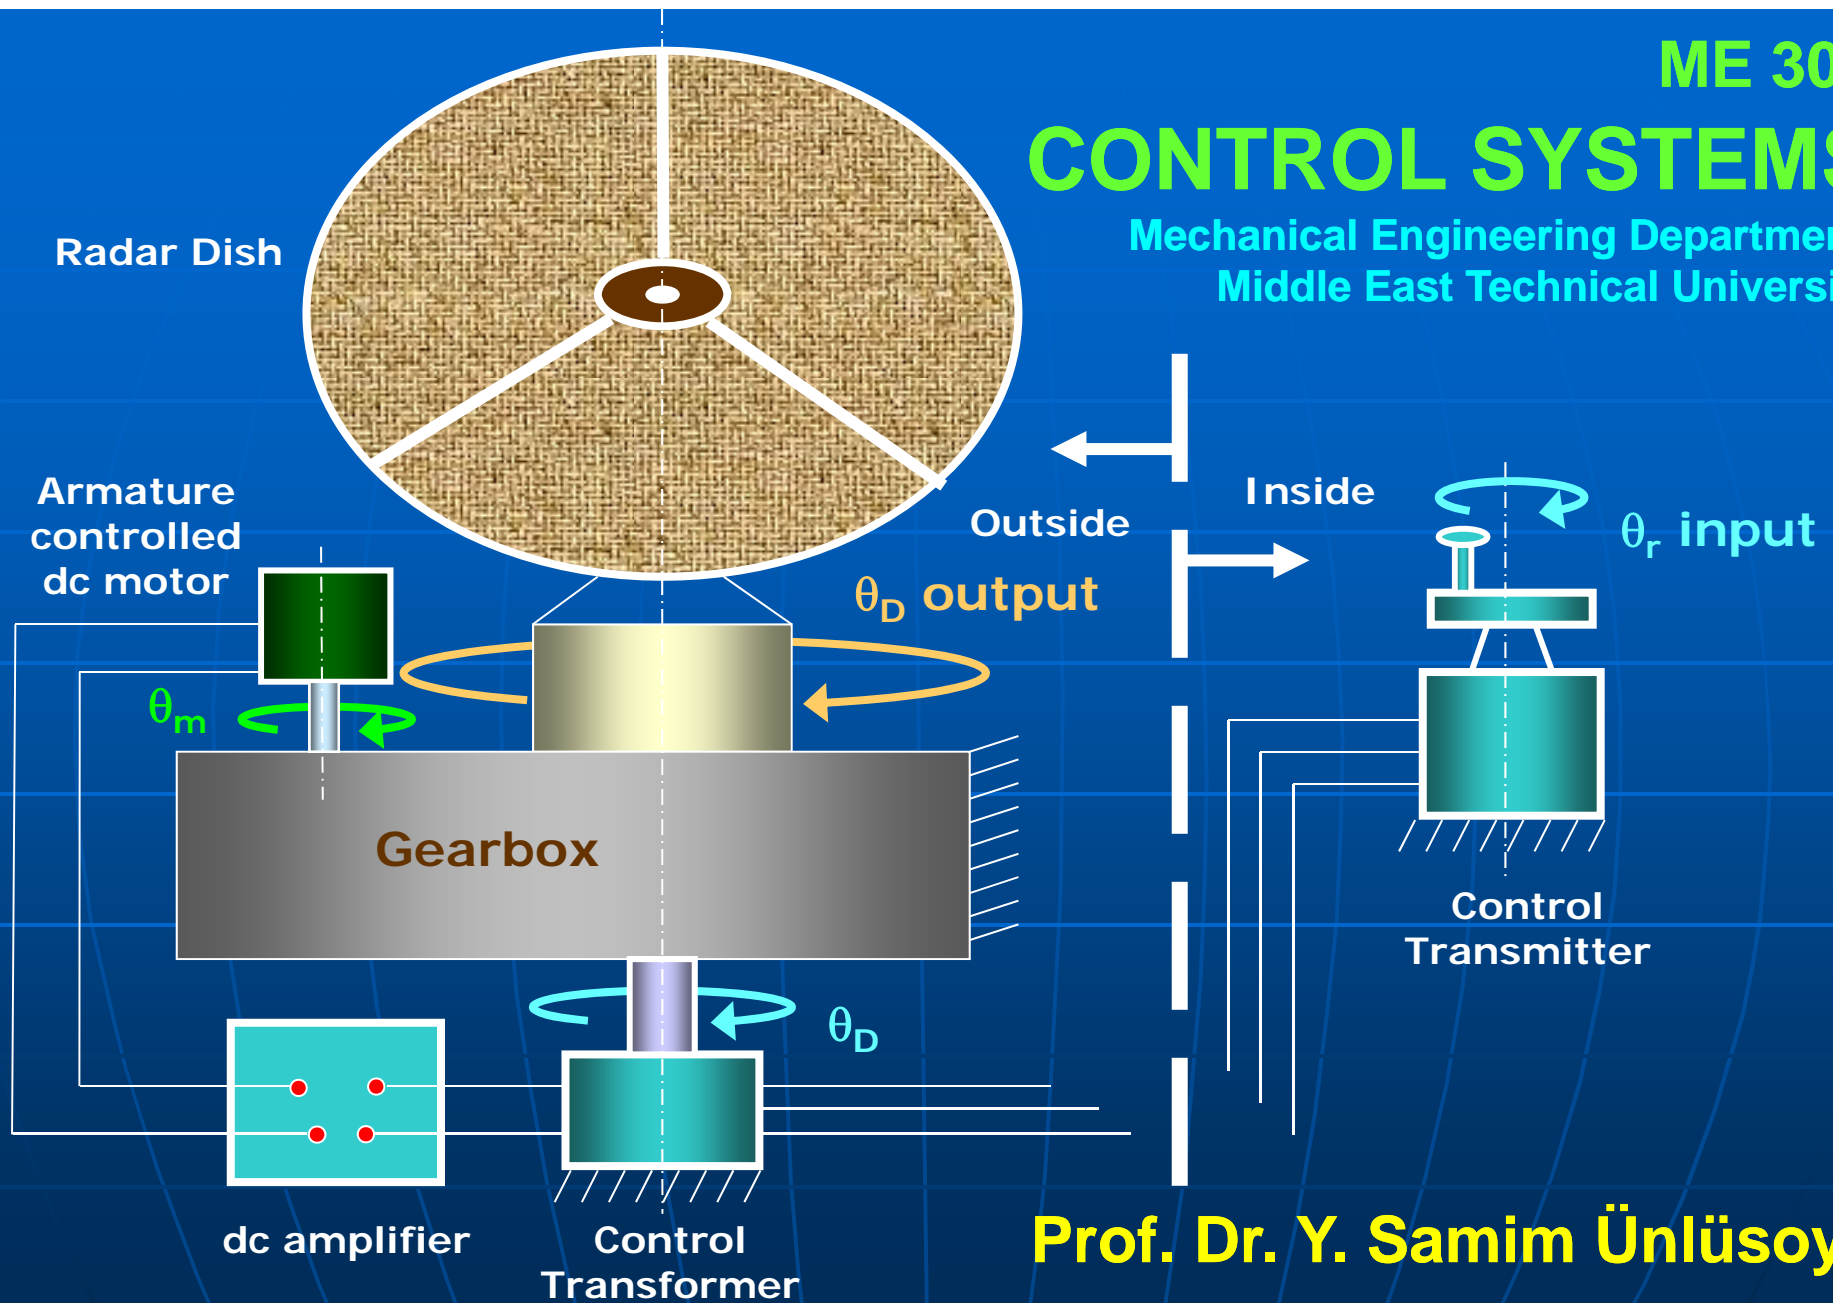 ME 30
CONTROL SYSTEMS
Mechanical Engineering Departmen
Middle East Technical Universi
Radar Dish
Armature
controlled
dc motor
Outside
Inside
θr input
θD output
θm
Gearbox
Control
Transmitter
θD
dc amplifier
Control
Transformer
Prof. Dr. Y. Samim Ünlüsoy